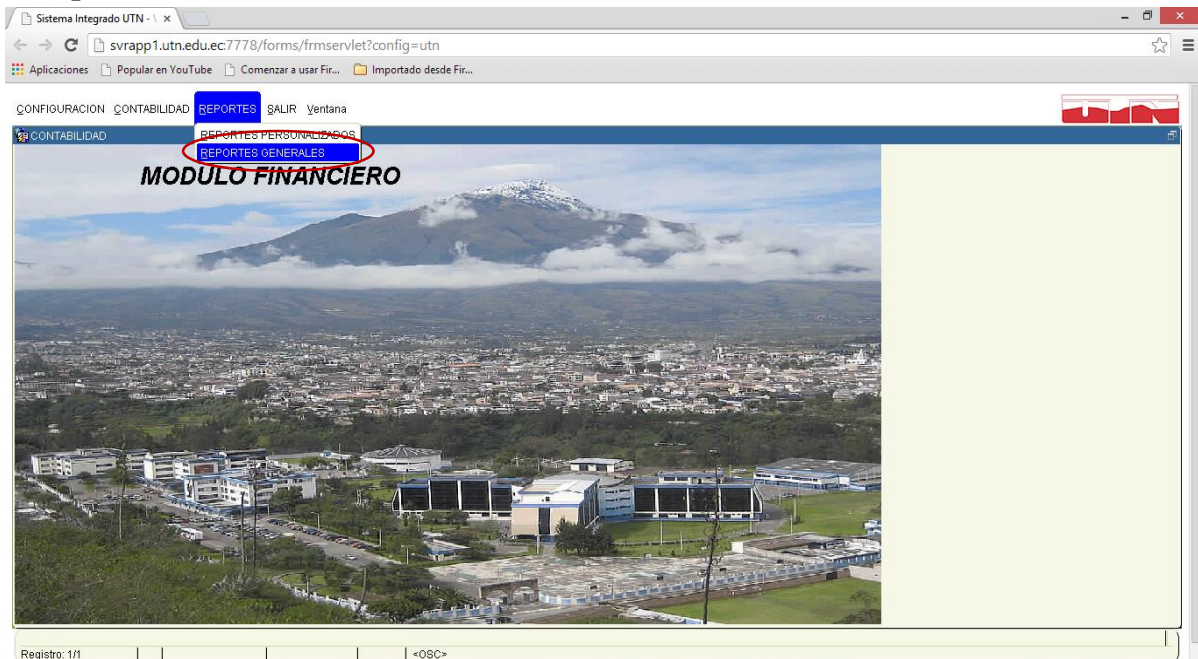 Sistema Integrado UTN - \
svrapp1.utn.edu.ec:7778/forms/frmservlet?config=utn
Aplicaciones Popular en YouTube Comenzar a usar Fir... Importado desde Fir...
CONFIGURACION CONTABILIDAD REPORTES SALIR Ventana
UTN
CONTABILIDAD
REPORTES PERSONALIZADOS
REPORTES GENERALES
MODULO FINANCIERO
Registro: 1/1 <OSC>